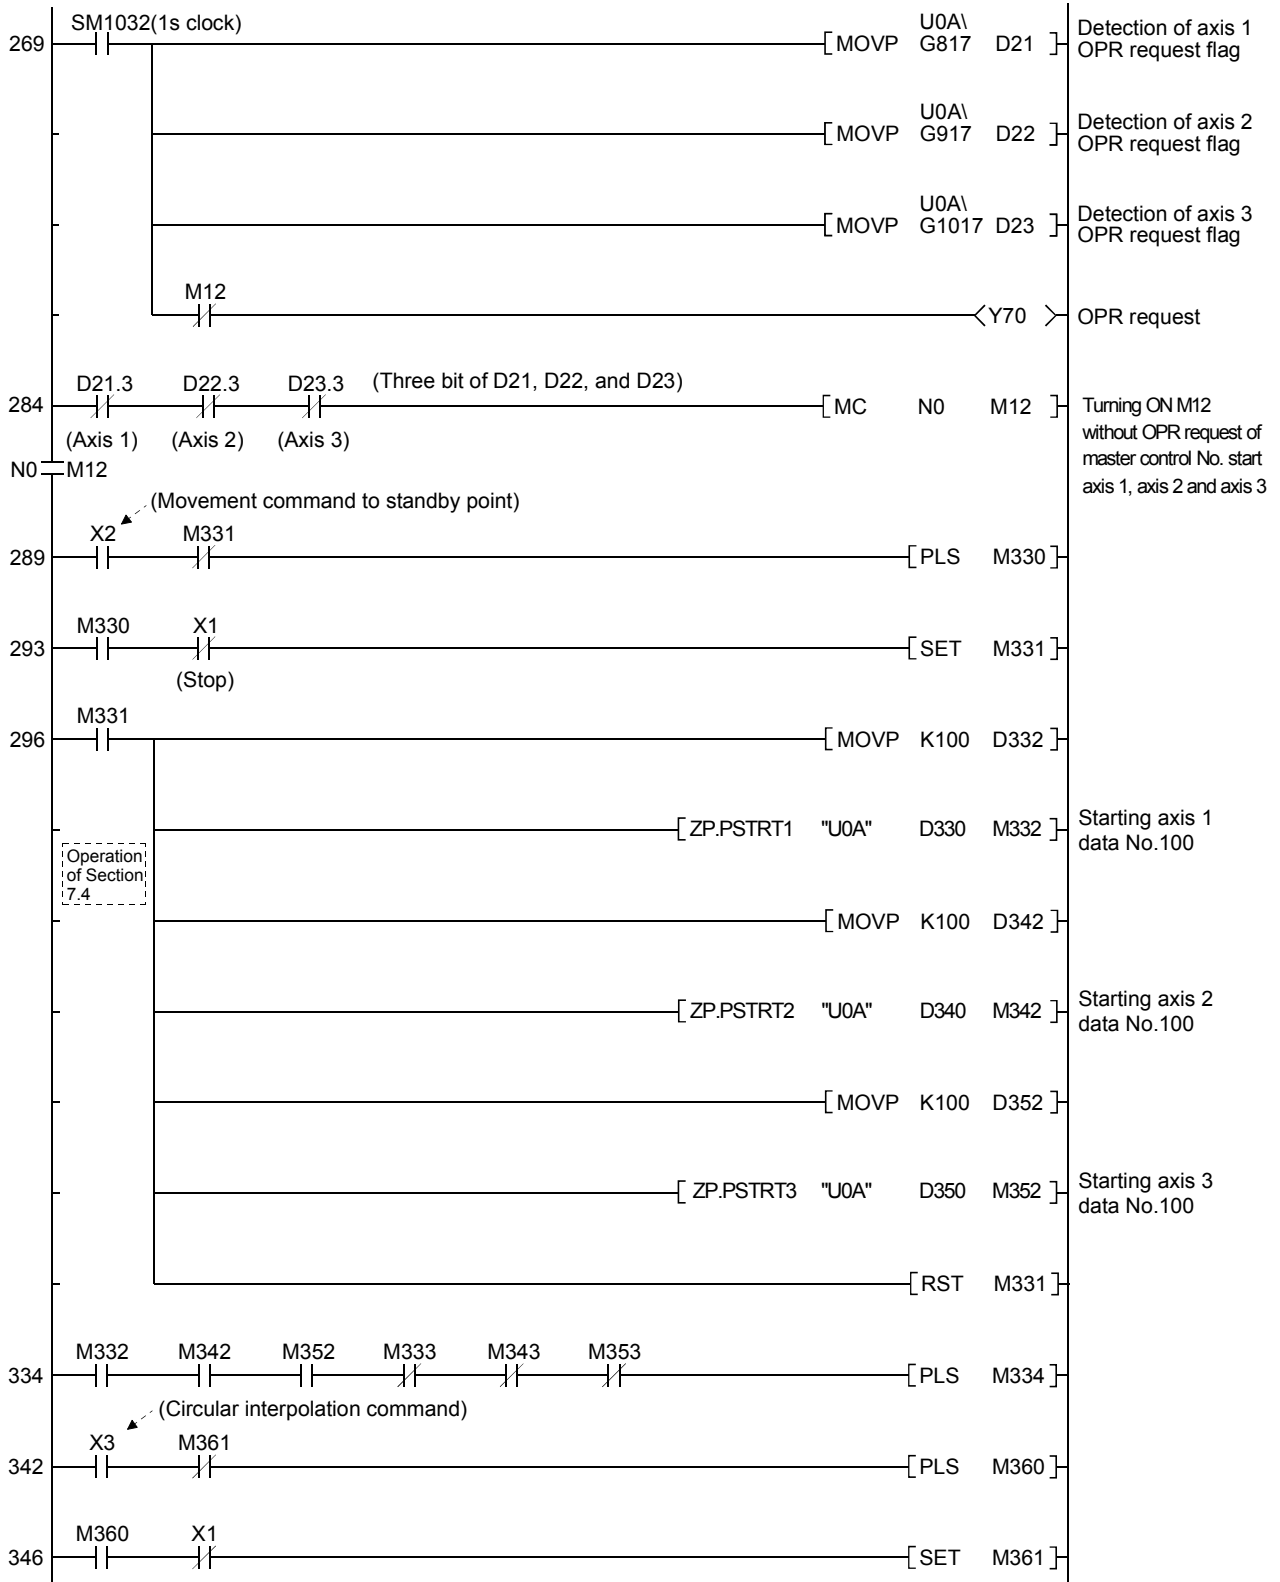 SM1032(1s clock)
269
U0A\
MOVP G817 D21
Detection of axis 1
OPR request flag
U0A\
MOVP G917 D22
Detection of axis 2
OPR request flag
U0A\
MOVP G1017 D23
Detection of axis 3
OPR request flag
M12
Y70
OPR request
D21.3 D22.3 D23.3 (Three bit of D21, D22, and D23)
284
MC N0 M12
(Axis 1) (Axis 2) (Axis 3)
Turning ON M12
without OPR request of
master control No. start
axis 1, axis 2 and axis 3
N0 M12
(Movement command to standby point)
X2 M331
289
PLS M330
M330 X1
293
SET M331
(Stop)
M331
296
MOVP K100 D332
ZP.PSTRT1 "U0A" D330 M332
Starting axis 1
data No.100
Operation
of Section
7.4
MOVP K100 D342
ZP.PSTRT2 "U0A" D340 M342
Starting axis 2
data No.100
MOVP K100 D352
ZP.PSTRT3 "U0A" D350 M352
Starting axis 3
data No.100
RST M331
M332 M342 M352 M333 M343 M353
334
PLS M334
(Circular interpolation command)
X3 M361
342
PLS M360
M360 X1
346
SET M361